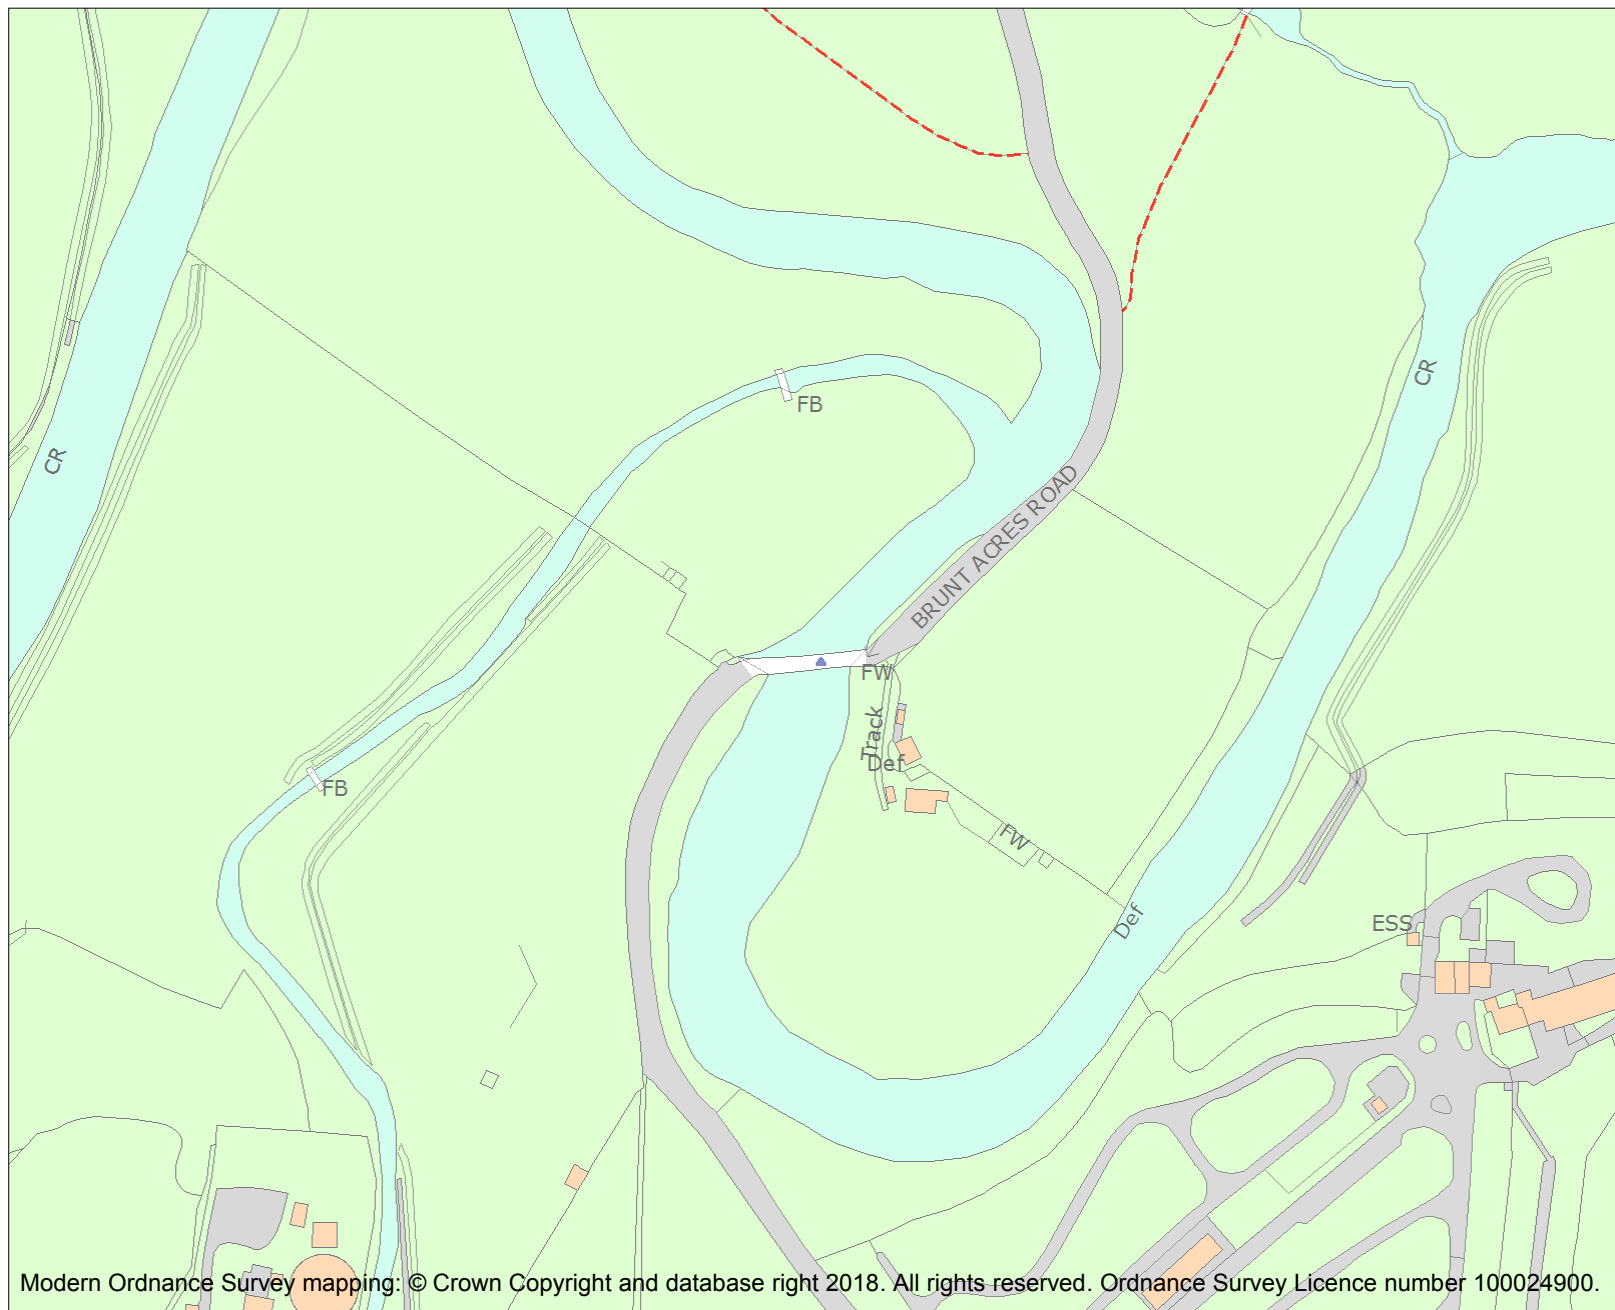 CR
CR
FB
BRUNT ACRES ROAD
FW
Track
Def
FB
FW
Def
ESS
Modern Ordnance Survey mapping: © Crown Copyright and database right 2018. All rights reserved. Ordnance Survey Licence number 100024900.